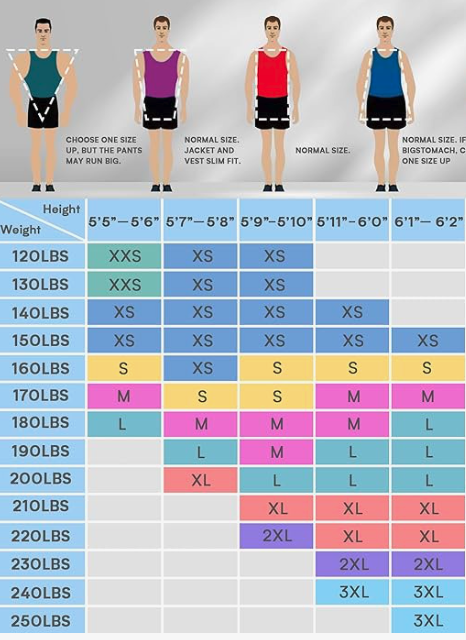 CHOOSE ONE SIZE
UP, BUT THE PANTS
MAY RUN BIG.
NORMAL SIZE.
JACKET AND
VEST SLIM FIT.
NORMAL SIZE.
NORMAL SIZE. IF
BIGSTOMACH, C
ONE SIZE UP
Height
Weight
5'5"—5'6" 5'7"—5'8" 5'9"—5'10" 5'11"-6'0" 6'1"— 6'2"
120LBS XXS XS XS
130LBS XXS XS XS
140LBS XS XS XS XS
150LBS XS XS XS XS XS
160LBS S XS S S S
170LBS M S S M M
180LBS L M M M L
190LBS L M L L
200LBS XL L L L
210LBS XL XL XL
220LBS 2XL XL XL
230LBS 2XL 2XL
240LBS 3XL 3XL
250LBS 3XL